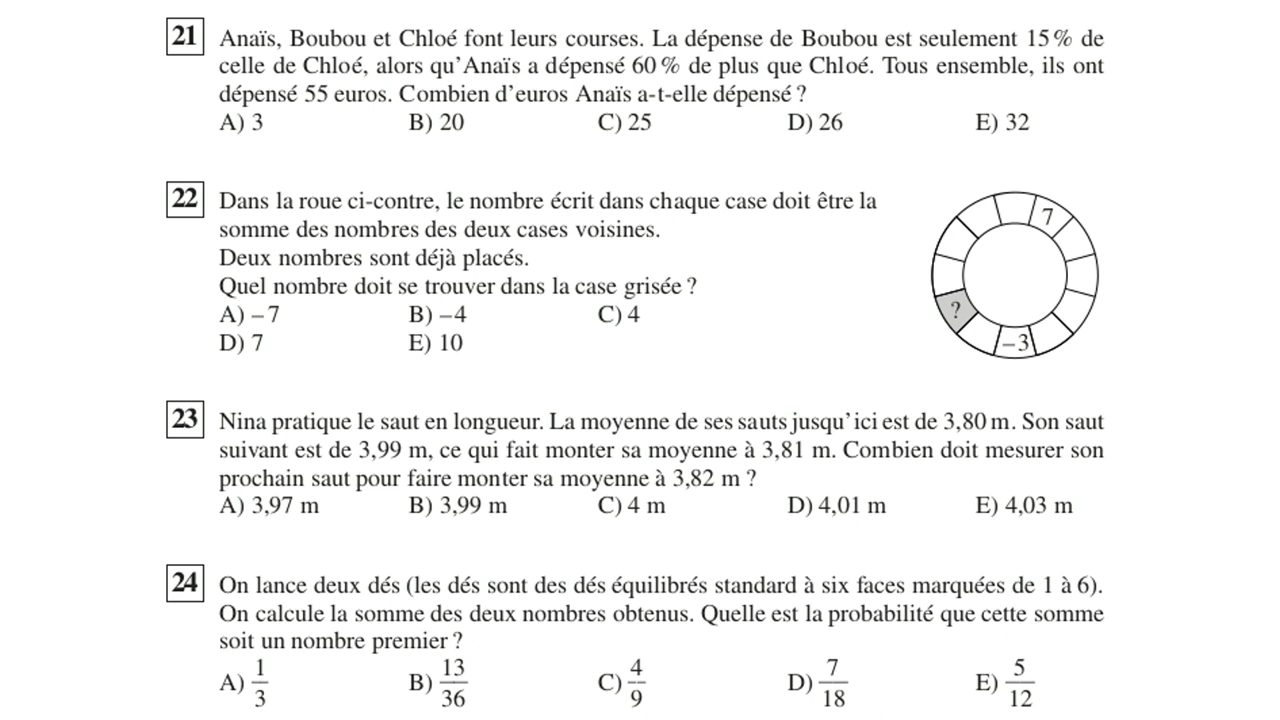 21 Anaïs, Boubou et Chloé font leurs courses. La dépense de Boubou est seulement 15 % de
celle de Chloé, alors qu'Anaïs a dépensé 60 % de plus que Chloé. Tous ensemble, ils ont
dépensé 55 euros. Combien d'euros Anaïs a-t-elle dépensé ?
A) 3 B) 20 C) 25 D) 26 E) 32
22 Dans la roue ci-contre, le nombre écrit dans chaque case doit être la
somme des nombres des deux cases voisines.
Deux nombres sont déjà placés.
Quel nombre doit se trouver dans la case grisée ?
A) – 7 B) –4 C) 4
D) 7 E) 10
7
?
–3
23 Nina pratique le saut en longueur. La moyenne de ses sauts jusqu'ici est de 3,80 m. Son saut
suivant est de 3,99 m, ce qui fait monter sa moyenne à 3,81 m. Combien doit mesurer son
prochain saut pour faire monter sa moyenne à 3,82 m ?
A) 3,97 m B) 3,99 m C) 4 m D) 4,01 m E) 4,03 m
24 On lance deux dés (les dés sont des dés équilibrés standard à six faces marquées de 1 à 6).
On calcule la somme des deux nombres obtenus. Quelle est la probabilité que cette somme
soit un nombre premier ?
A) 1/3 B) 13/36 C) 4/9 D) 7/18 E) 5/12